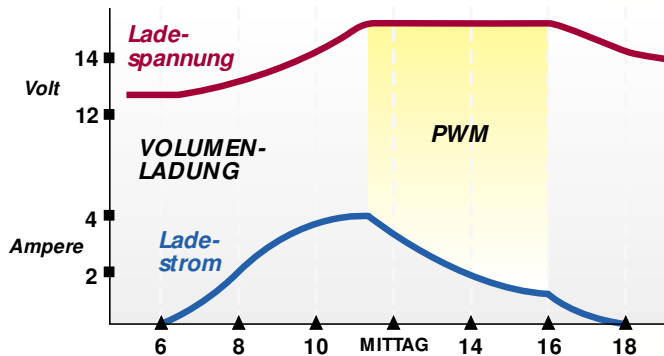 Lade-
spannung
14
Volt
12
VOLUMEN-
LADUNG
PWM
4
Ampere
Lade-
strom
2
6 8 10 MITTAG 14 16 18